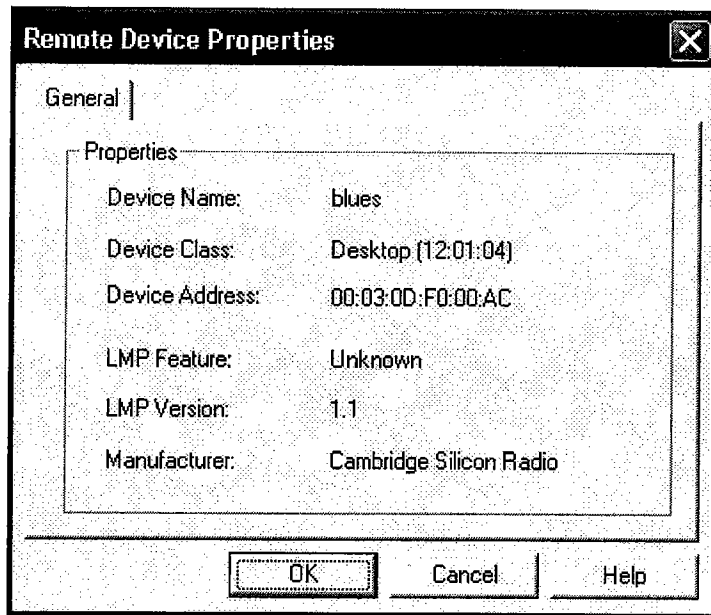 Remote Device Properties
General
Properties
Device Name: blues
Device Class: Desktop (12:01:04)
Device Address: 00:03:0D:F0:00:AC
LMP Feature: Unknown
LMP Version: 1.1
Manufacturer: Cambridge Silicon Radio
OK Cancel Help